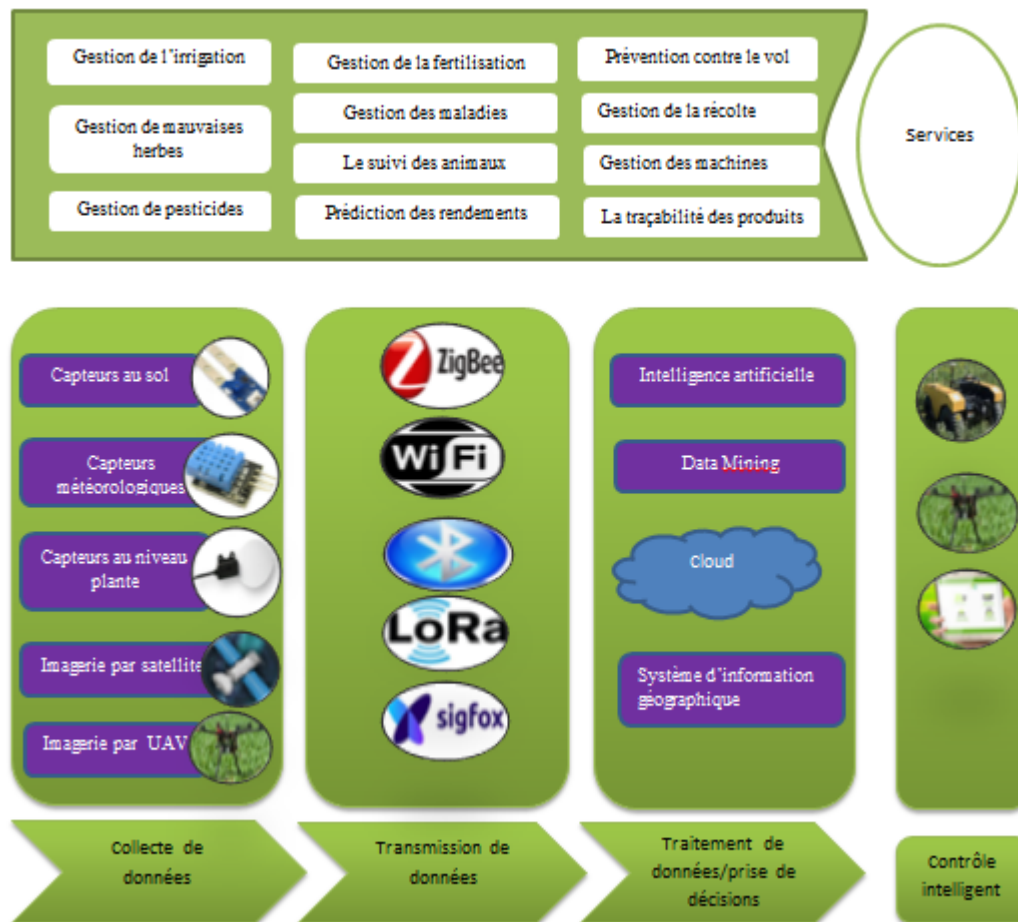 Gestion de l'irrigation
Gestion de mauvaises
herbes
Gestion de pesticides
Gestion de la fertilisation
Gestion des maladies
Le suivi des animaux
Prédiction des rendements
Prévention contre le vol
Gestion de la récolte
Gestion des machines
La traçabilité des produits
Services
Capteurs au sol
Capteurs
météorologiques
Capteurs au niveau
plante
Imagerie par satellite
Imagerie par UAV
ZigBee
Wi Fi
LoRa
sigfox
Intelligence artificielle
Data Mining
Cloud
Système d'information
géographique
Collecte de
données
Transmission de
données
Traitement de
données/prise de
décisions
Contrôle
intelligent